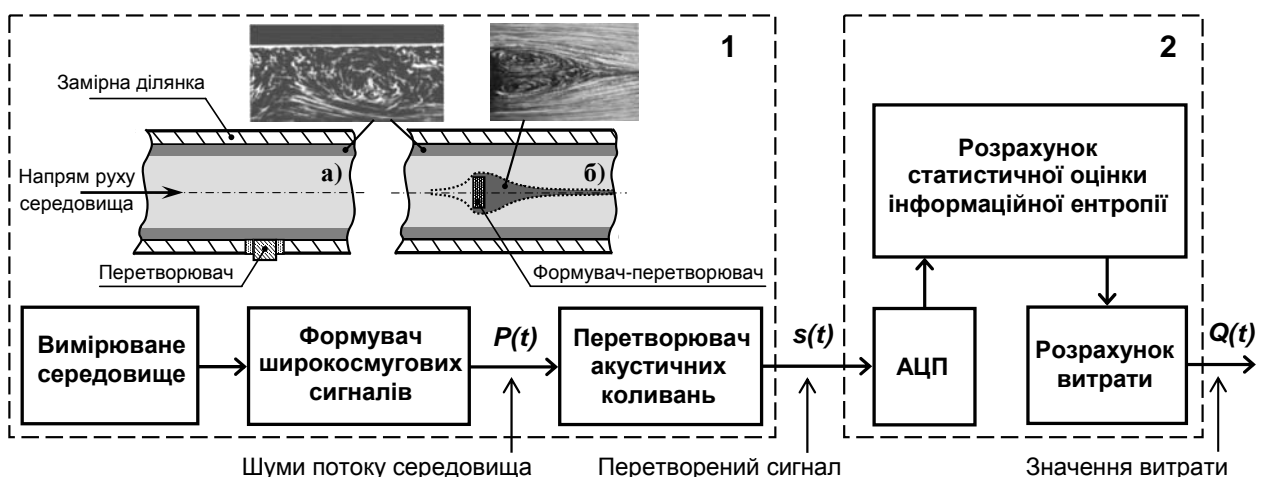 1
2
Замірна ділянка
Напрям руху
середовища
а)
б)
Перетворювач
Формувач-перетворювач
Розрахунок
статистичної оцінки
інформаційної ентропії
Вимірюване
середовище
Формувач
широкосмугових
сигналів
P(t)
Перетворювач
акустичних
коливань
s(t)
АЦП
Розрахунок
витрати
Q(t)
Шуми потоку середовища
Перетворений сигнал
Значення витрати